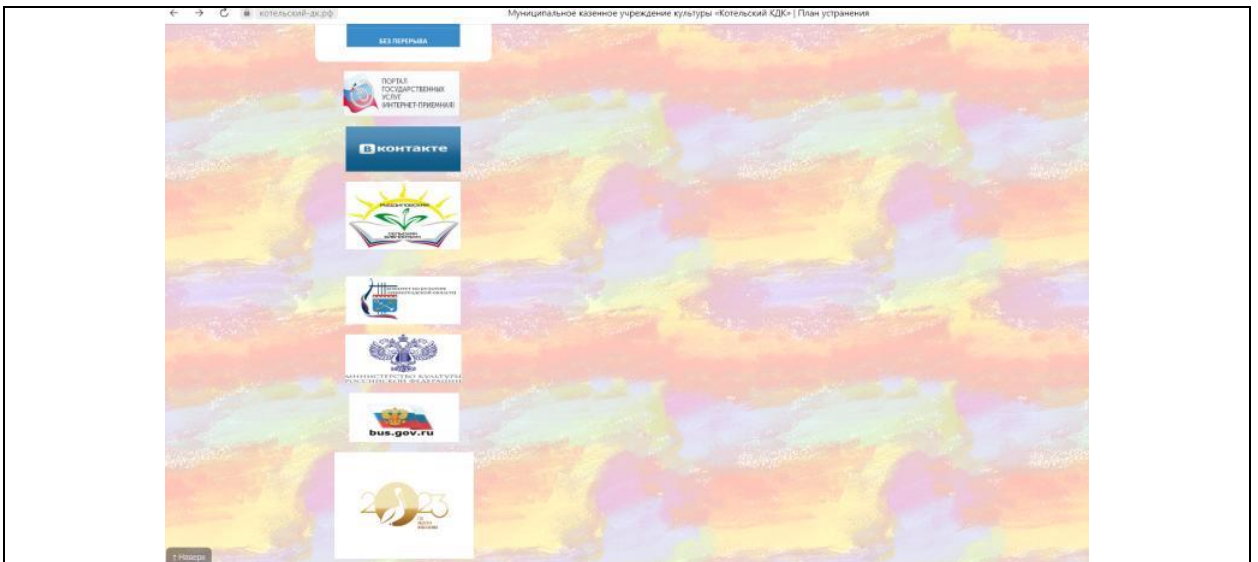 котельский-дк.рф
Муниципальное казенное учреждение культуры «Котельский КДК» | План устранения
БЕЗ ПЕРЕРЫВА
ПОРТАЛ
ГОСУДАРСТВЕННЫХ
УСЛУГ
(ИНТЕРНЕТ-ПРИЕМНАЯ)
В контакте
МИНИСТЕРСТВО КУЛЬТУРЫ
РОССИЙСКОЙ ФЕДЕРАЦИИ
bus.gov.ru
2023
↑ Наверх